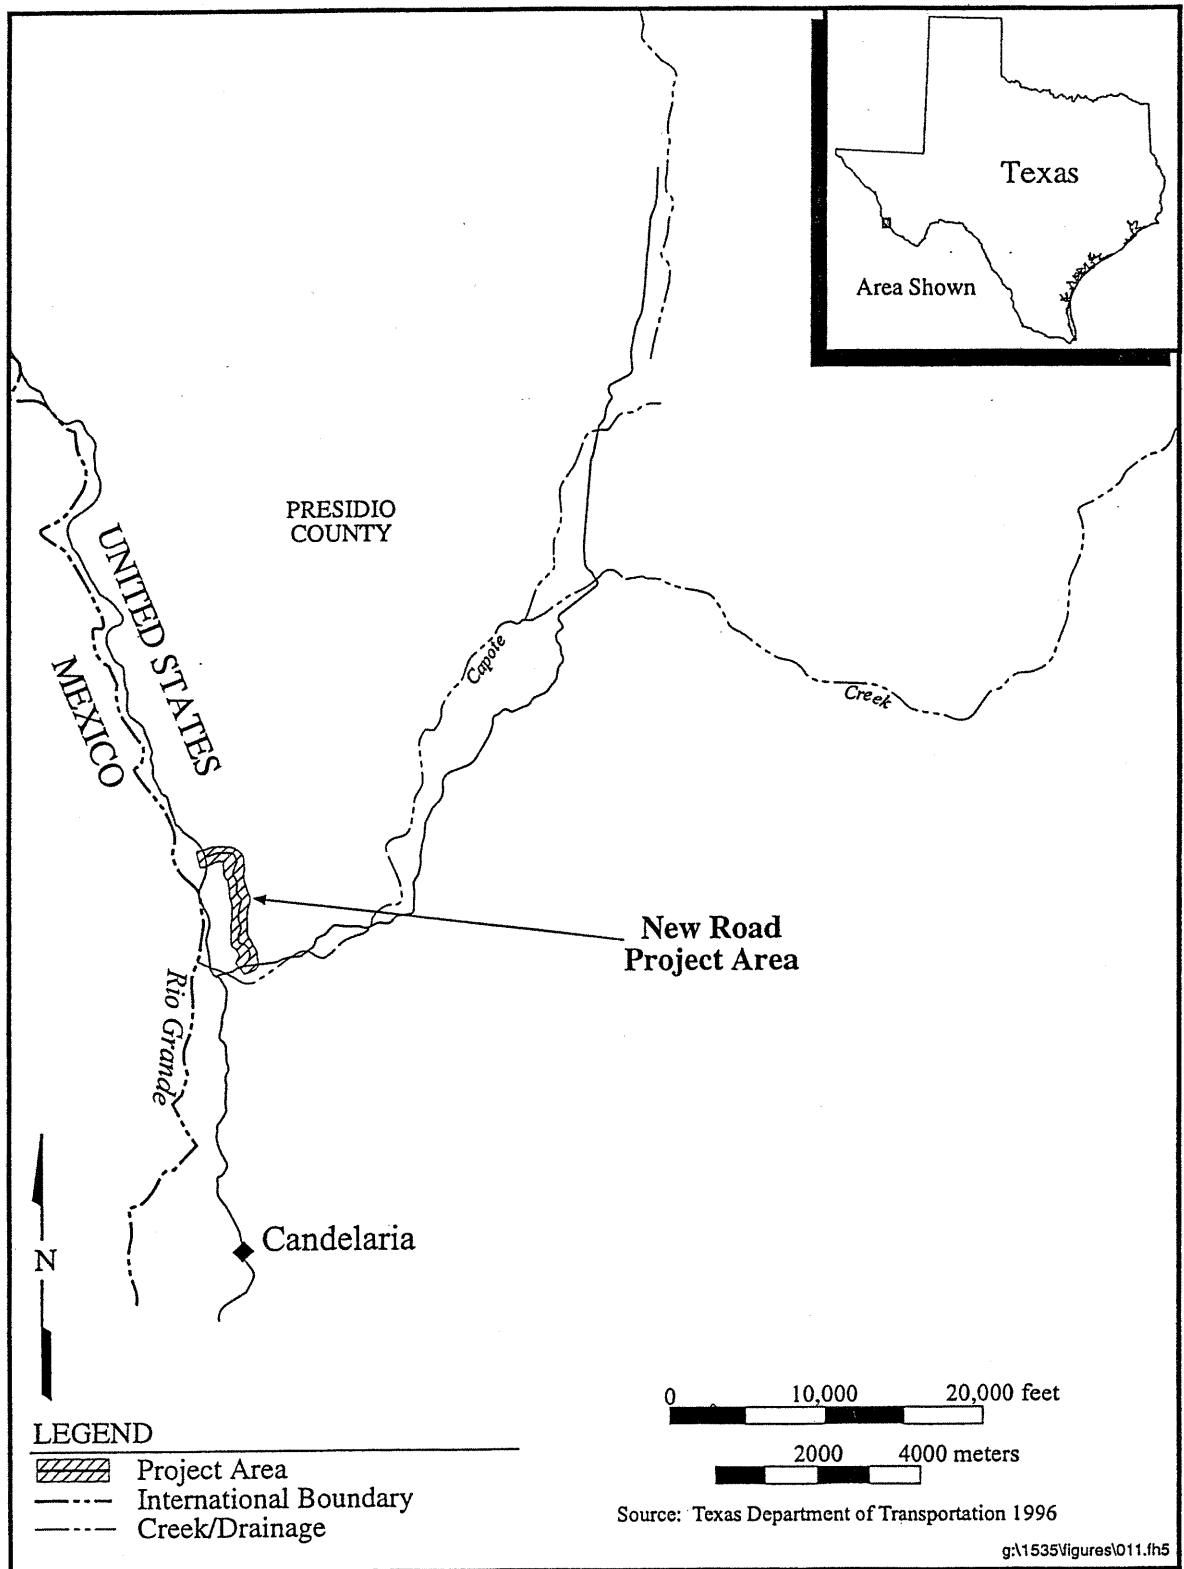 Texas
Area Shown
PRESIDIO
COUNTY
UNITED STATES
MEXICO
Capote
Creek
New Road
Project Area
Rio Grande
N
Candelaria
0 10,000 20,000 feet
2000 4000 meters
LEGEND
Project Area
International Boundary
Creek/Drainage
Source: Texas Department of Transportation 1996
g:\1535\figures\011.fh5